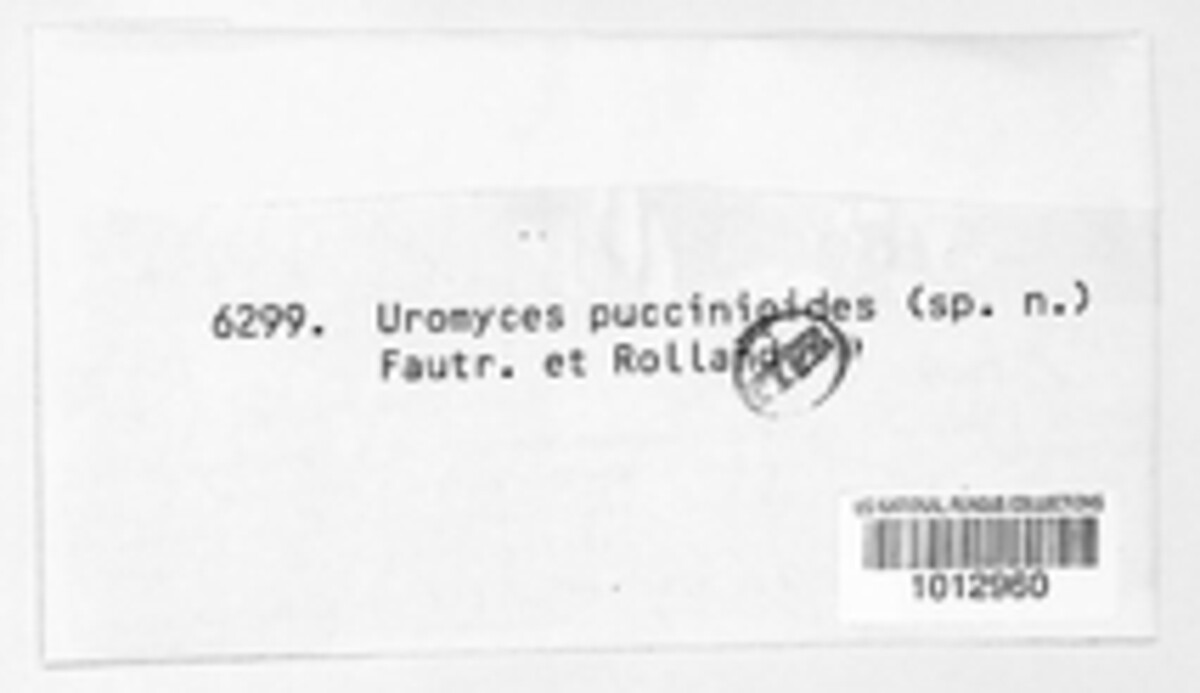 6299. Uromyces puccinioides (sp. n.)
Fautr. et Rolland
US NATIONAL FUNGUS COLLECTIONS
1012960